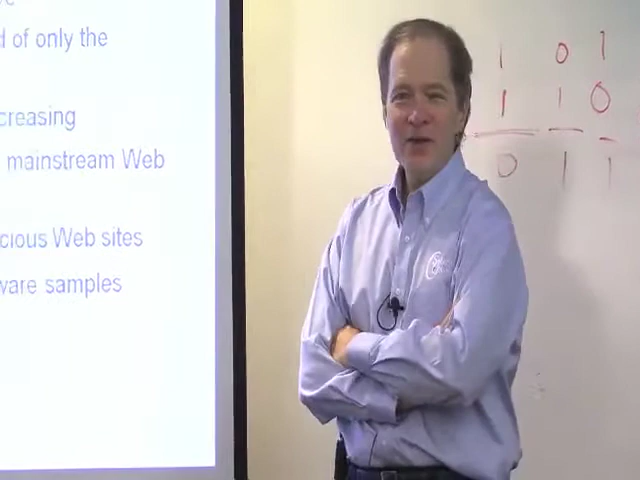 d of only the
creasing
mainstream Web
cious Web sites
ware samples
1 0 1
1 1 0
0 1 1